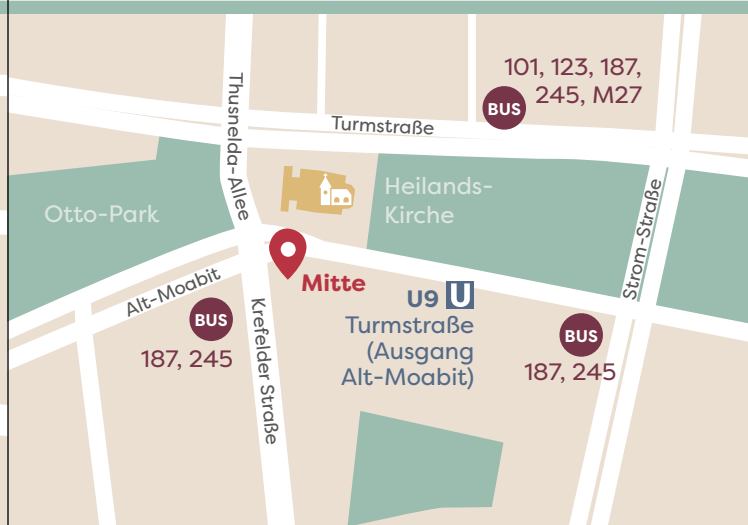 101, 123, 187,
245, M27
BUS
Turmstraße
Thusnelda-Allee
Heilands-
Kirche
Otto-Park
Strom-Straße
Mitte
Alt-Moabit
U9 U
Turmstraße
(Ausgang
Alt-Moabit)
BUS
187, 245
Krefelder Straße
BUS
187, 245